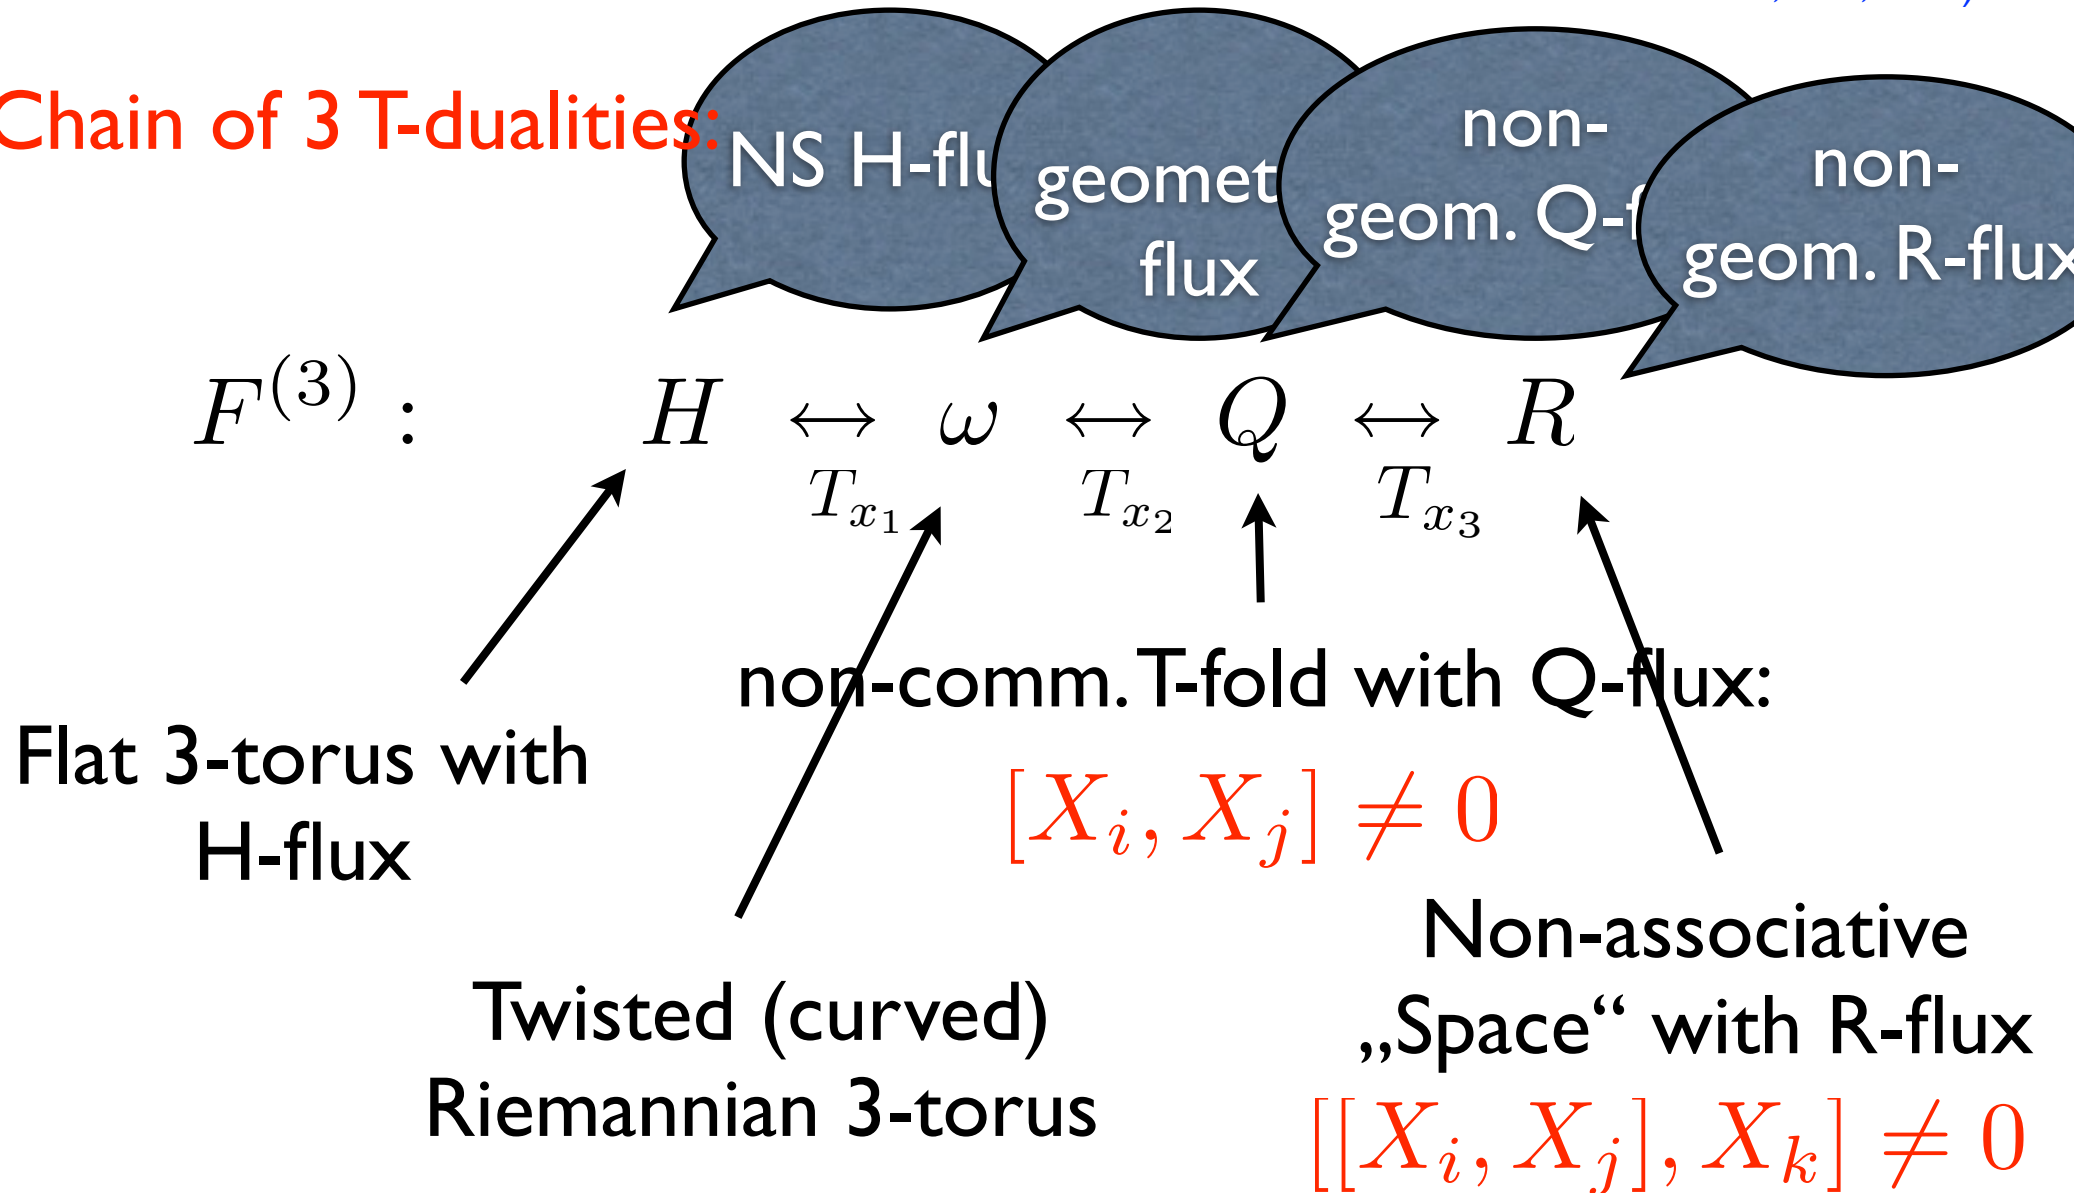 Chain of 3 T-dualities:
NS H-flu
geomet
flux
non-
geom. Q-f
non-
geom. R-flux
F^{(3)} : H ↔ ω ↔ Q ↔ R
T_{x_1} T_{x_2} T_{x_3}
non-comm. T-fold with Q-flux:
Flat 3-torus with
H-flux
[X_i, X_j] ≠ 0
Non-associative
Twisted (curved)
„Space“ with R-flux
Riemannian 3-torus
[[X_i, X_j], X_k] ≠ 0